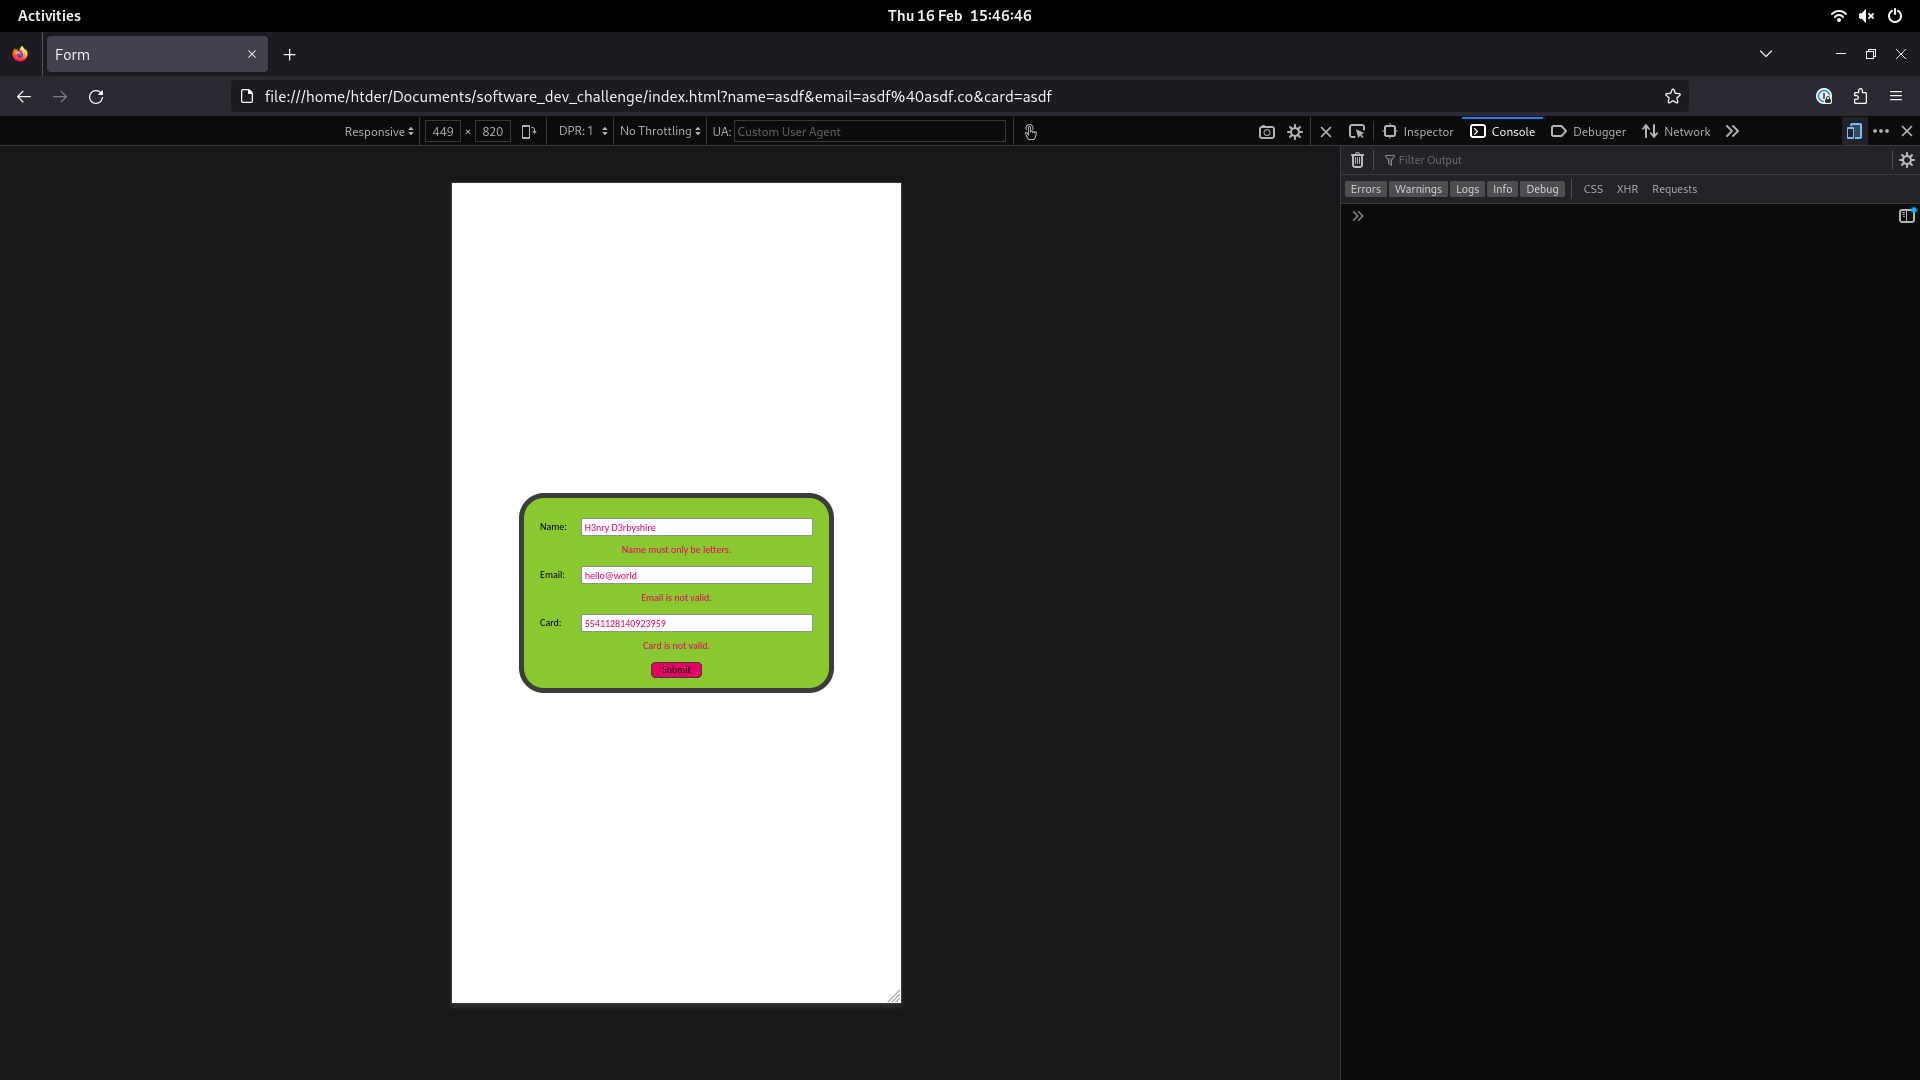 Activities
Thu 16 Feb 15:46:46
Form
file:///home/htder/Documents/software_dev_challenge/index.html?name=asdf&email=asdf%40asdf.co&card=asdf
Responsive 449 × 820 DPR: 1 No Throttling UA: Custom User Agent
Inspector Console Debugger Network
Filter Output
Errors Warnings Logs Info Debug CSS XHR Requests
Name: H3nry D3rbyshire
Name must only be letters.
Email: hello@world
Email is not valid.
Card: 5541128140923959
Card is not valid.
Submit